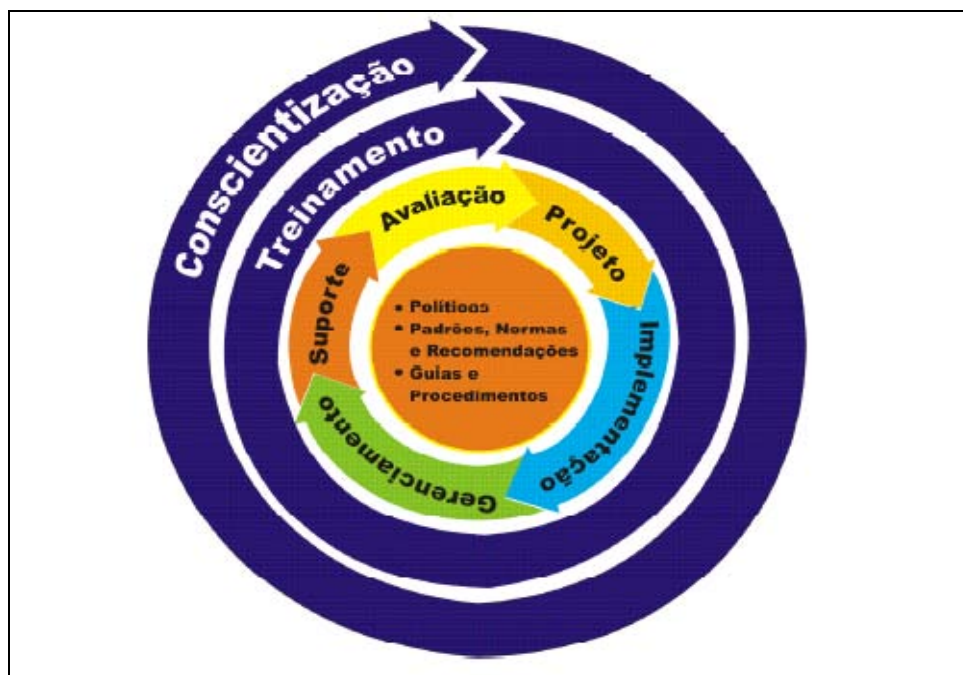 Conscientização
Treinamento
Avaliação
Projeto
Implementação
Gerenciamento
Suporte
• Políticas
• Padrões, Normas
e Recomendações
• Guias e
Procedimentos